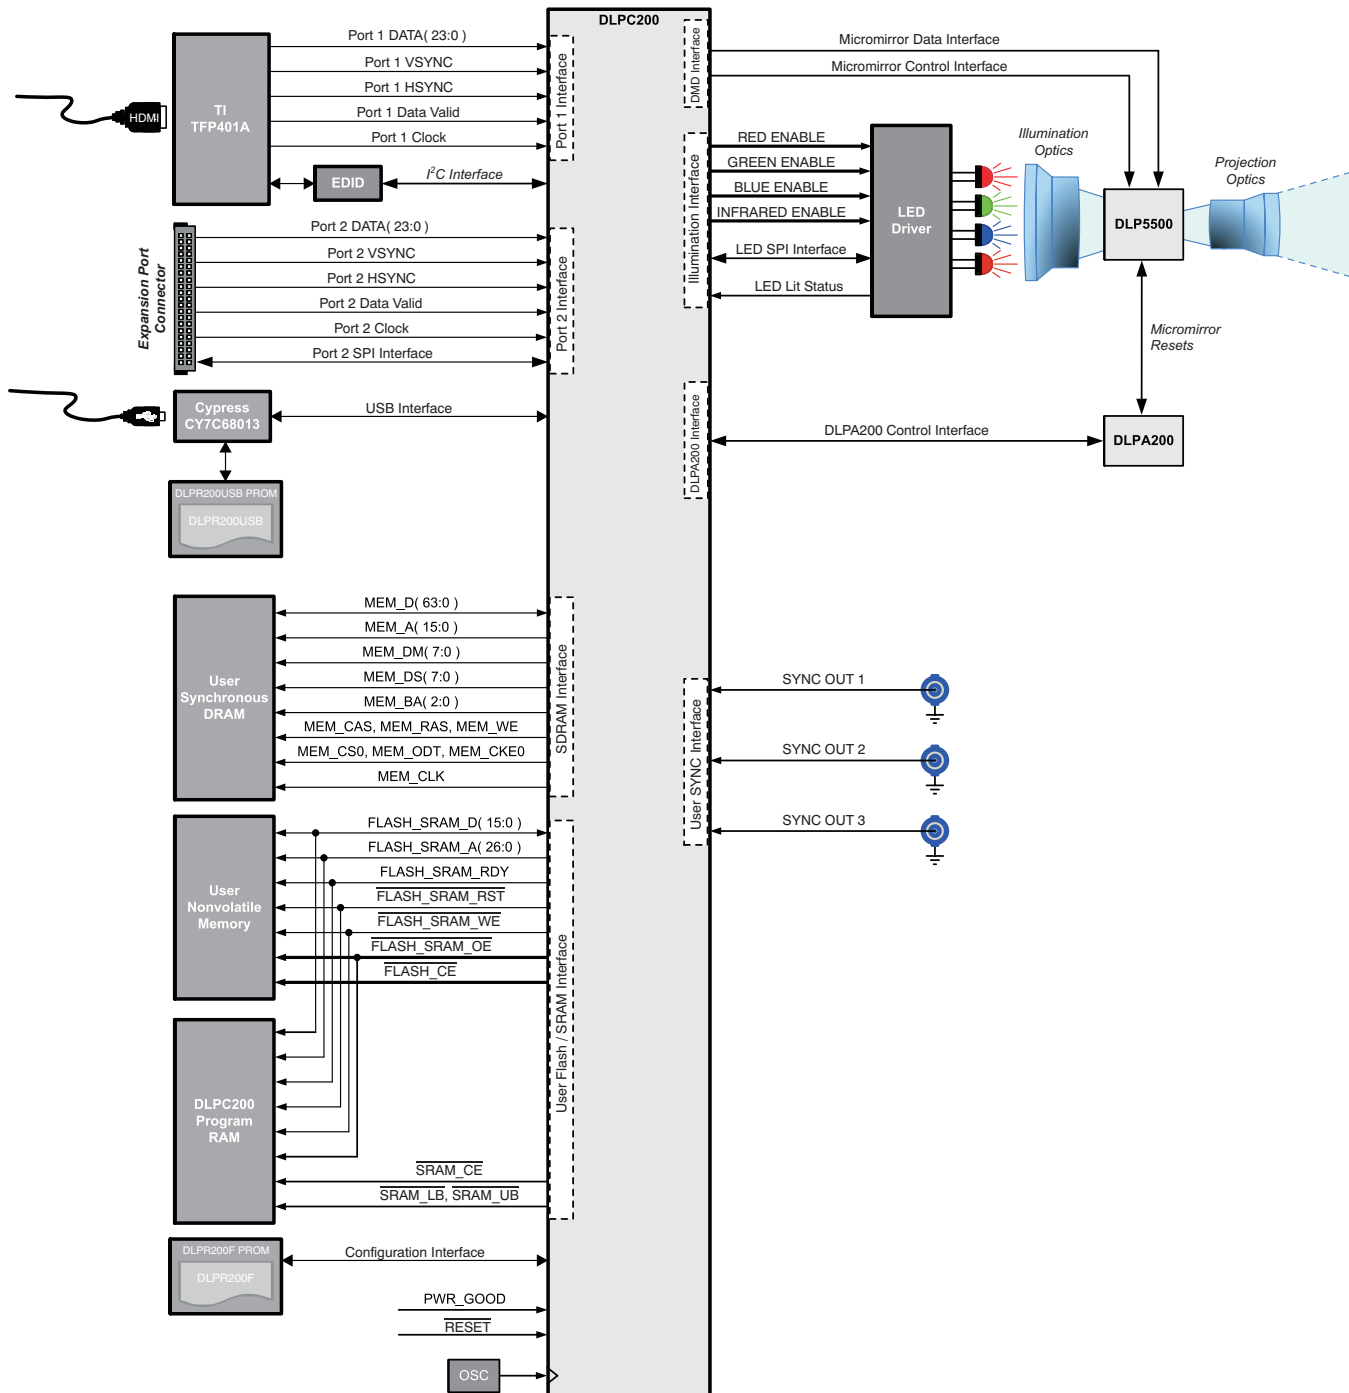 DLPC200
Port 1 DATA( 23:0 )
Port 1 VSYNC
Port 1 HSYNC
Port 1 Data Valid
Port 1 Clock
HDMI
TI
TFP401A
EDID
I²C Interface
Port 1 Interface
Expansion Port
Connector
Port 2 DATA( 23:0 )
Port 2 VSYNC
Port 2 HSYNC
Port 2 Data Valid
Port 2 Clock
Port 2 SPI Interface
Port 2 Interface
Cypress
CY7C68013
USB Interface
DLPR200USB PROM
DLPR200USB
User
Synchronous
DRAM
MEM_D( 63:0 )
MEM_A( 15:0 )
MEM_DM( 7:0 )
MEM_DS( 7:0 )
MEM_BA( 2:0 )
MEM_CAS, MEM_RAS, MEM_WE
MEM_CS0, MEM_ODT, MEM_CKE0
MEM_CLK
SDRAM Interface
User
Nonvolatile
Memory
FLASH_SRAM_D( 15:0 )
FLASH_SRAM_A( 26:0 )
FLASH_SRAM_RDY
FLASH_SRAM_RST
FLASH_SRAM_WE
FLASH_SRAM_OE
FLASH_CE
User Flash / SRAM Interface
DLPC200
Program
RAM
SRAM_CE
SRAM_LB, SRAM_UB
DLPR200F PROM
DLPR200F
Configuration Interface
PWR_GOOD
RESET
OSC
DMD Interface
Micromirror Data Interface
Micromirror Control Interface
Illumination Interface
RED ENABLE
GREEN ENABLE
BLUE ENABLE
INFRARED ENABLE
LED SPI Interface
LED Lit Status
LED
Driver
Illumination
Optics
DLP5500
Projection
Optics
Micromirror
Resets
DLPA200 Interface
DLPA200 Control Interface
DLPA200
User SYNC Interface
SYNC OUT 1
SYNC OUT 2
SYNC OUT 3